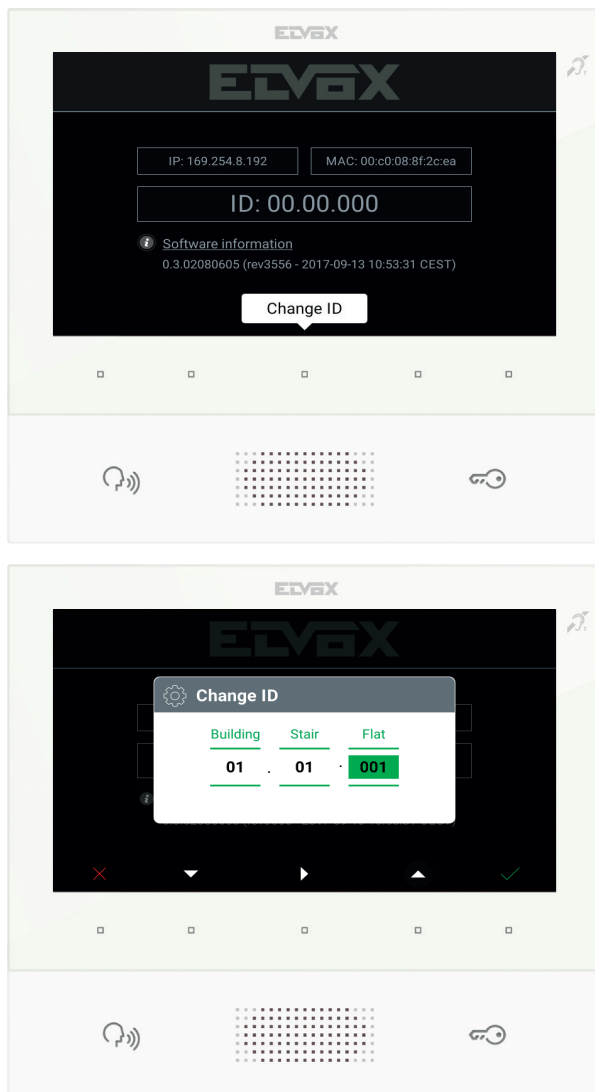 ELVOX
ELVOX
IP: 169.254.8.192 MAC: 00:c0:08:8f:2c:ea
ID: 00.00.000
Software information
0.3.02080605 (rev3556 - 2017-09-13 10:53:31 CEST)
Change ID
ELVOX
ELVOX
Change ID
Building Stair Flat
01 . 01 . 001